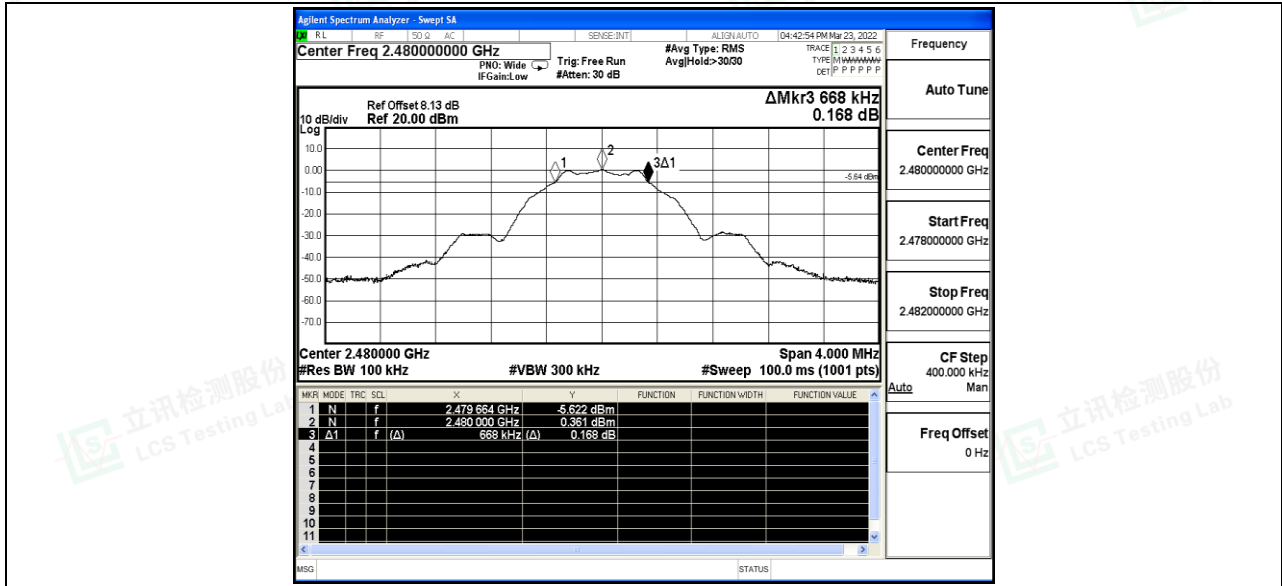 Agilent Spectrum Analyzer - Swept SA
RL RF 50 Ω AC SENSE:INT ALIGN AUTO 04:42:54 PM Mar 23, 2022
Center Freq 2.480000000 GHz
PNO: Wide
IFGain:Low
Trig: Free Run
#Atten: 30 dB
#Avg Type: RMS
Avg|Hold:>30/30
TRACE 1 2 3 4 5 6
TYPE M
DET P P P P P P
ΔMkr3 668 kHz
0.168 dB
Ref Offset 8.13 dB
10 dB/div Ref 20.00 dBm
Log
10.0
0.00
-10.0
-20.0
-30.0
-40.0
-50.0
-60.0
-70.0
1
2
3Δ1
-5.64 dBm
Center 2.480000 GHz Span 4.000 MHz
#Res BW 100 kHz #VBW 300 kHz #Sweep 100.0 ms (1001 pts)
MKR MODE TRC SCL X Y FUNCTION FUNCTION WIDTH FUNCTION VALUE
1 N f 2.479 664 GHz -5.622 dBm
2 N f 2.480 000 GHz 0.361 dBm
3 Δ1 f (Δ) 668 kHz (Δ) 0.168 dB
4
5
6
7
8
9
10
11
MSG STATUS
Frequency
Auto Tune
Center Freq
2.480000000 GHz
Start Freq
2.478000000 GHz
Stop Freq
2.482000000 GHz
CF Step
400.000 kHz
Auto Man
Freq Offset
0 Hz
立讯检测股份
LCS Testing Lab
立讯检测股份
LCS Testing Lab